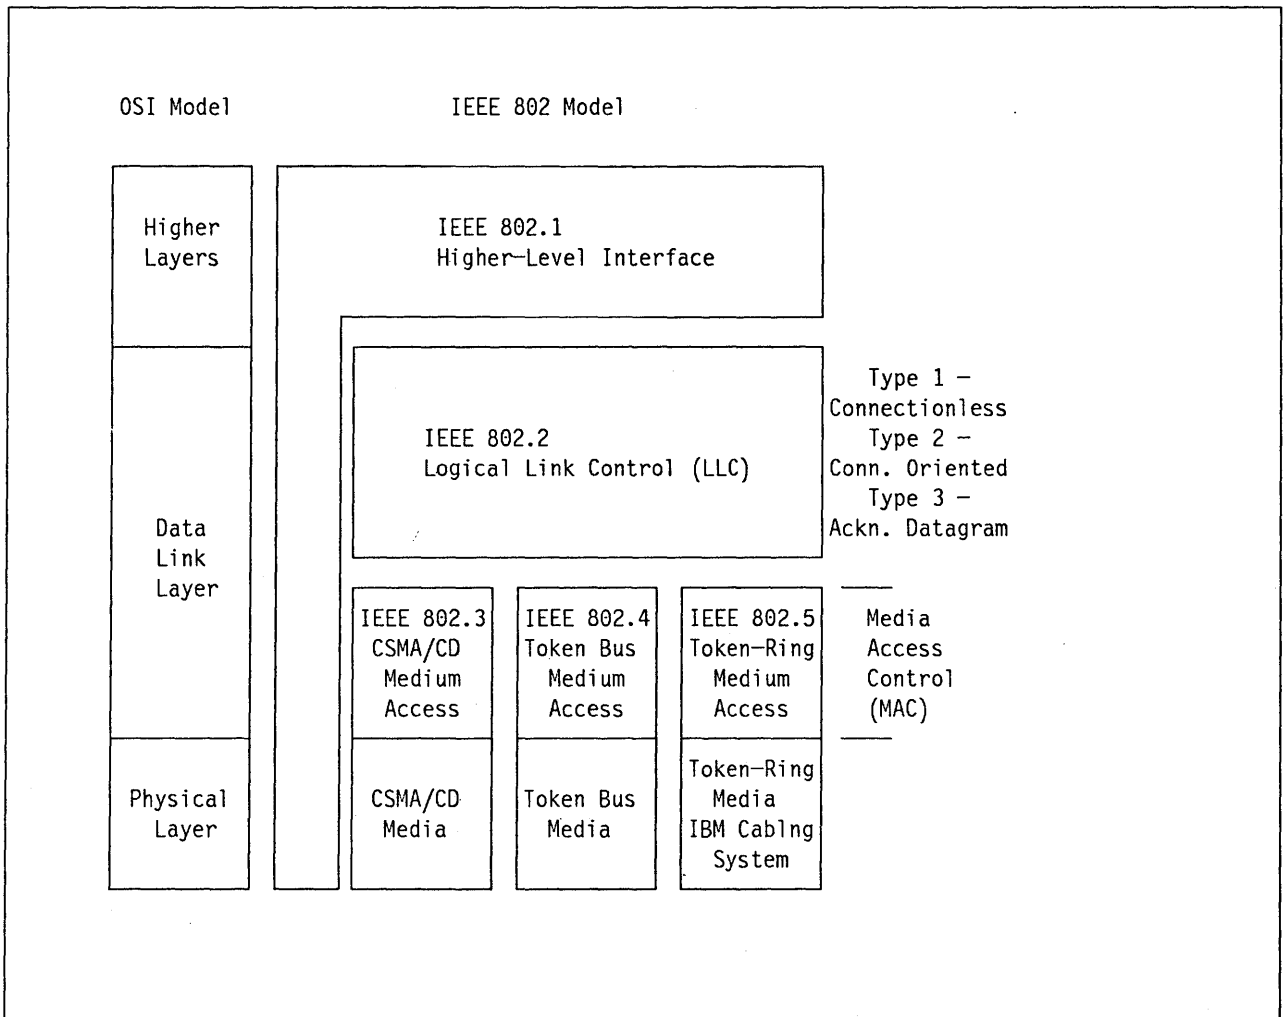 OSI Model
IEEE 802 Model
Higher
Layers
IEEE 802.1
Higher—Level Interface
Data
Link
Layer
IEEE 802.2
Logical Link Control (LLC)
Type 1 —
Connectionless
Type 2 —
Conn. Oriented
Type 3 —
Ackn. Datagram
IEEE 802.3
CSMA/CD
Medium
Access
IEEE 802.4
Token Bus
Medium
Access
IEEE 802.5
Token—Ring
Medium
Access
Media
Access
Control
(MAC)
Physical
Layer
CSMA/CD
Media
Token Bus
Media
Token—Ring
Media
IBM Cablng
System